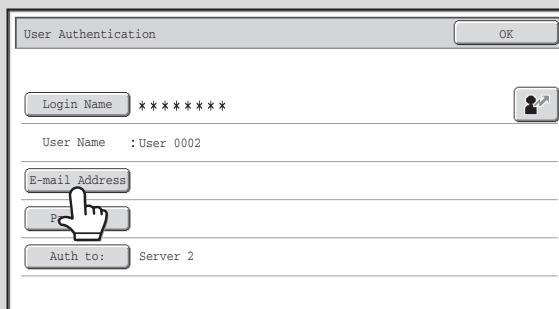 User Authentication
OK
Login Name ********
User Name :User 0002
E-mail Address
Auth to: Server 2